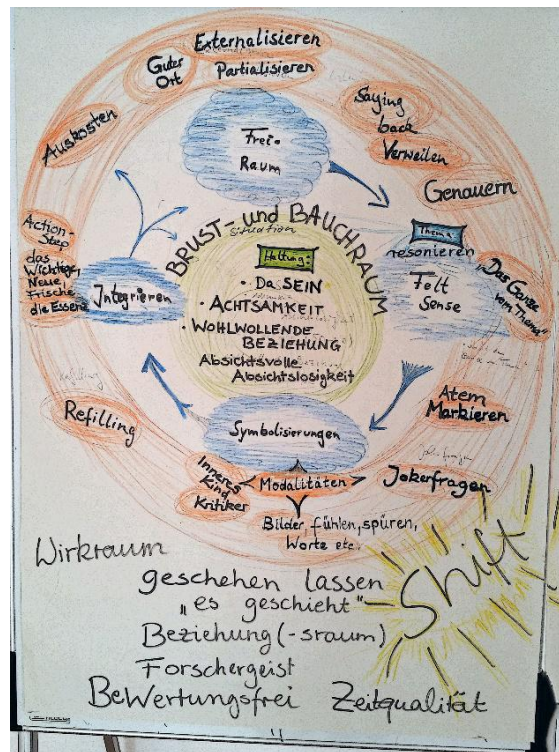 Externalisieren
Partialisieren
Guter
Ort
Auskosten
Saying
back
Verweilen
Genauern
Frei-
Raum
BRUST- und BAUCHRAUM
Situation
Haltung:
• Da SEIN
• ACHTSAMKEIT
• WOHLWOLLENDE
BEZIEHUNG
Absichtsvolle
Absichtslosigkeit
Thema
resonieren
Felt
Sense
"Das Ganze
vom Thema"
Action-
Step
das
Wichtige,
Neue,
Frische
die Essenz
Integrieren
Atem
Markieren
Refilling
Symbolisierungen
Modalitäten
Inneres
Kind
Kritiker
Jokerfragen
Bilder, fühlen, spüren,
Worte etc.
Wirkraum
geschehen lassen
"es geschieht"
Shift
Beziehung(-sraum)
Forschergeist
BeWertungsfrei Zeitqualität